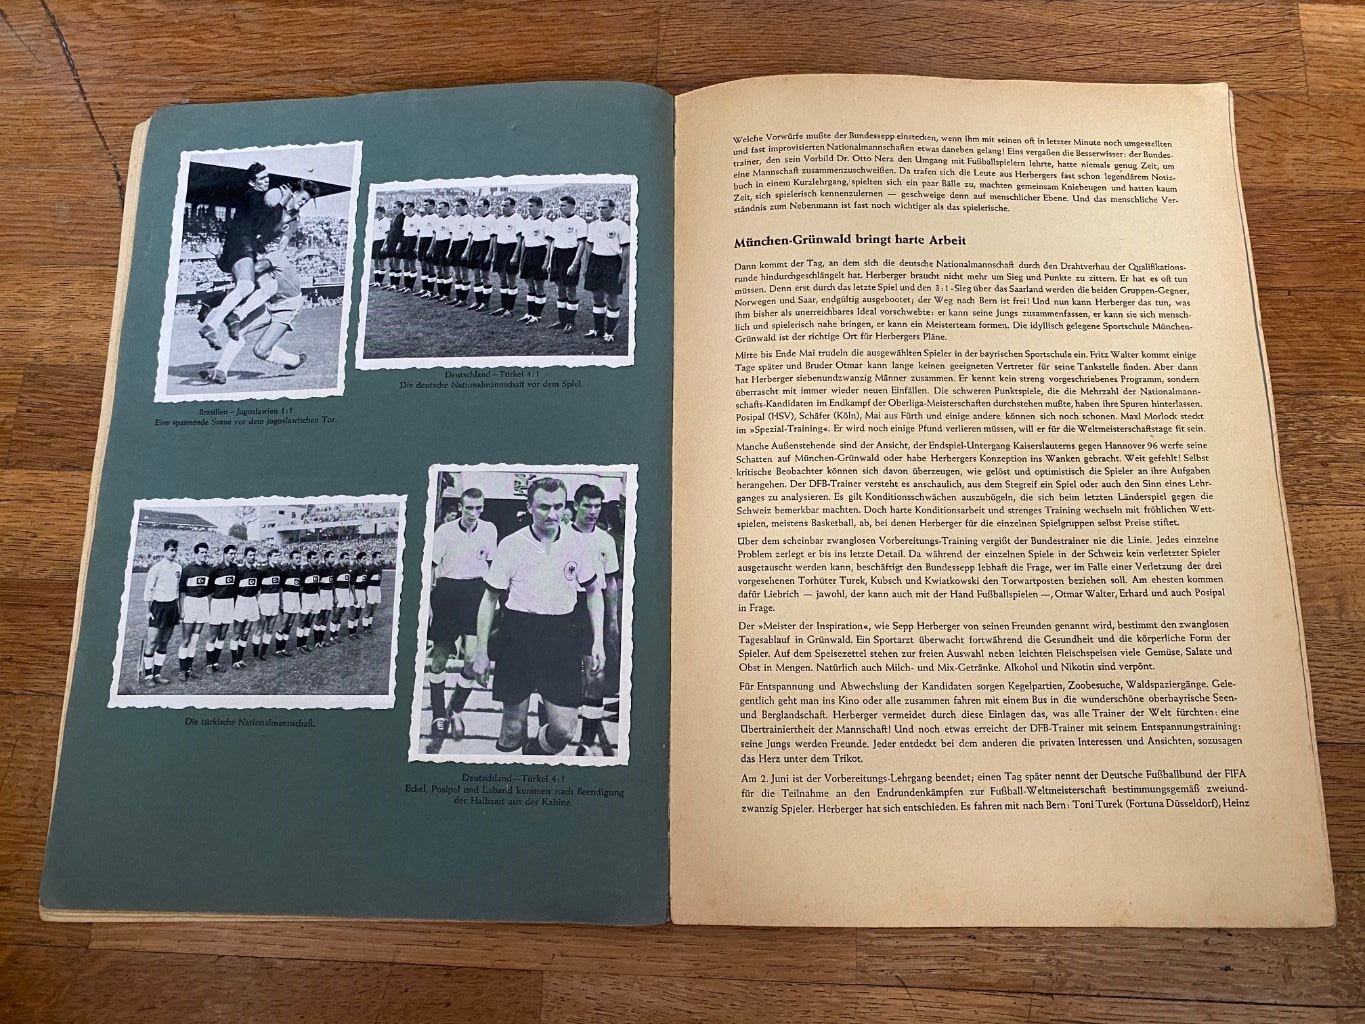 Brasilien – Jugoslawien 1:1
Eine spannende Szene vor dem jugoslawischen Tor.
Deutschland – Türkei 4:1
Die deutsche Nationalmannschaft vor dem Spiel.
Die türkische Nationalmannschaft.
Deutschland — Türkei 4:1
Eckel, Posipal und Laband kommen nach Beendigung
der Halbzeit aus der Kabine.
Welche Vorwürfe mußte der Bundessepp einstecken, wenn ihm mit seinen oft in letzter Minute noch umgestellten
und fast improvisierten Nationalmannschaften etwas daneben gelang! Eins vergaßen die Besserwisser: der Bundes-
trainer, den sein Vorbild Dr. Otto Nerz den Umgang mit Fußballspielern lehrte, hatte niemals genug Zeit, um
eine Mannschaft zusammenzuschweißen. Da trafen sich die Leute aus Herbergers fast schon legendärem Notiz-
buch in einem Kurzlehrgang, spielten sich ein paar Bälle zu, machten gemeinsam Kniebeugen und hatten kaum
Zeit, sich spielerisch kennenzulernen — geschweige denn auf menschlicher Ebene. Und das menschliche Ver-
ständnis zum Nebenmann ist fast noch wichtiger als das spielerische.
München-Grünwald bringt harte Arbeit
Dann kommt der Tag, an dem sich die deutsche Nationalmannschaft durch den Drahtverhau der Qualifikations-
runde hindurchgeschlängelt hat. Herberger braucht nicht mehr um Sieg und Punkte zu zittern. Er hat es oft tun
müssen. Denn erst durch das letzte Spiel und den 3:1-Sieg über das Saarland werden die beiden Gruppen-Gegner,
Norwegen und Saar, endgültig ausgebootet; der Weg nach Bern ist frei! Und nun kann Herberger das tun, was
ihm bisher als unerreichbares Ideal vorschwebte: er kann seine Jungs zusammenfassen, er kann sie sich mensch-
lich und spielerisch nahe bringen, er kann ein Meisterteam formen. Die idyllisch gelegene Sportschule München-
Grünwald ist der richtige Ort für Herbergers Pläne.
Mitte bis Ende Mai trudeln die ausgewählten Spieler in der bayrischen Sportschule ein. Fritz Walter kommt einige
Tage später und Bruder Otmar kann lange keinen geeigneten Vertreter für seine Tankstelle finden. Aber dann
hat Herberger siebenundzwanzig Männer zusammen. Er kennt kein streng vorgeschriebenes Programm, sondern
überrascht mit immer wieder neuen Einfällen. Die schweren Punktspiele, die die Mehrzahl der Nationalmann-
schafts-Kandidaten im Endkampf der Oberliga-Meisterschaften durchstehen mußte, haben ihre Spuren hinterlassen.
Posipal (HSV), Schäfer (Köln), Mai aus Fürth und einige andere können sich noch schonen. Maxl Morlock steckt
im »Spezial-Training«. Er wird noch einige Pfund verlieren müssen, will er für die Weltmeisterschaftstage fit sein.
Manche Außenstehende sind der Ansicht, der Endspiel-Untergang Kaiserslauterns gegen Hannover 96 werfe seine
Schatten auf München-Grünwald oder habe Herbergers Konzeption ins Wanken gebracht. Weit gefehlt! Selbst
kritische Beobachter können sich davon überzeugen, wie gelöst und optimistisch die Spieler an ihre Aufgaben
herangehen. Der DFB-Trainer versteht es anschaulich, aus dem Stegreif ein Spiel oder auch den Sinn eines Lehr-
ganges zu analysieren. Es gilt Konditionsschwächen auszubügeln, die sich beim letzten Länderspiel gegen die
Schweiz bemerkbar machten. Doch harte Konditionsarbeit und strenges Training wechseln mit fröhlichen Wett-
spielen, meistens Basketball, ab, bei denen Herberger für die einzelnen Spielgruppen selbst Preise stiftet.
Über dem scheinbar zwanglosen Vorbereitungs-Training vergißt der Bundestrainer nie die Linie. Jedes einzelne
Problem zerlegt er bis ins letzte Detail. Da während der einzelnen Spiele in der Schweiz kein verletzter Spieler
ausgetauscht werden kann, beschäftigt den Bundessepp lebhaft die Frage, wer im Falle einer Verletzung der drei
vorgesehenen Torhüter Turek, Kubsch und Kwiatkowski den Torwartposten beziehen soll. Am ehesten kommen
dafür Liebrich — jawohl, der kann auch mit der Hand Fußballspielen —, Otmar Walter, Erhard und auch Posipal
in Frage.
Der »Meister der Inspiration«, wie Sepp Herberger von seinen Freunden genannt wird, bestimmt den zwanglosen
Tagesablauf in Grünwald. Ein Sportarzt überwacht fortwährend die Gesundheit und die körperliche Form der
Spieler. Auf dem Speisezettel stehen zur freien Auswahl neben leichten Fleischspeisen viele Gemüse, Salate und
Obst in Mengen. Natürlich auch Milch- und Mix-Getränke. Alkohol und Nikotin sind verpönt.
Für Entspannung und Abwechslung der Kandidaten sorgen Kegelpartien, Zoobesuche, Waldspaziergänge. Gele-
gentlich geht man ins Kino oder alle zusammen fahren mit einem Bus in die wunderschöne oberbayrische Seen-
und Berglandschaft. Herberger vermeidet durch diese Einlagen das, was alle Trainer der Welt fürchten: eine
Übertrainiertheit der Mannschaft! Und noch etwas erreicht der DFB-Trainer mit seinem Entspannungstraining:
seine Jungs werden Freunde. Jeder entdeckt bei dem anderen die privaten Interessen und Ansichten, sozusagen
das Herz unter dem Trikot.
Am 2. Juni ist der Vorbereitungs-Lehrgang beendet; einen Tag später nennt der Deutsche Fußballbund der FIFA
für die Teilnahme an den Endrundenkämpfen zur Fußball-Weltmeisterschaft bestimmungsgemäß zweiund-
zwanzig Spieler. Herberger hat sich entschieden. Es fahren mit nach Bern: Toni Turek (Fortuna Düsseldorf), Heinz